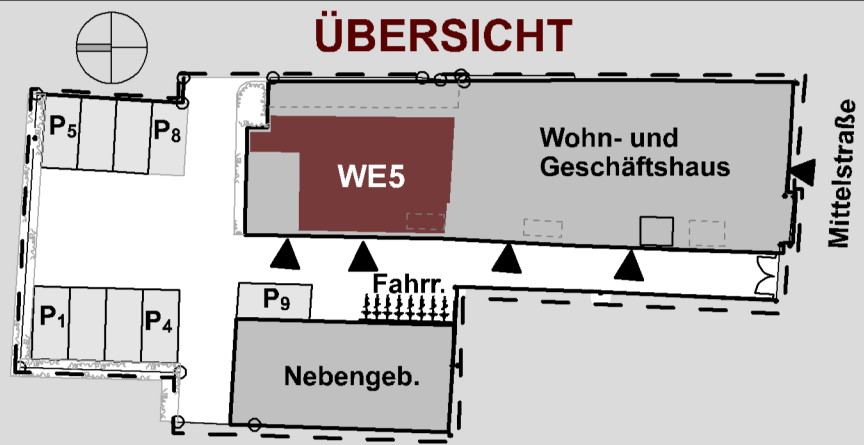 ÜBERSICHT
P5
P8
WE5
Wohn- und
Geschäftshaus
Mittelstraße
Fahrr.
P1
P4
P9
Nebengeb.